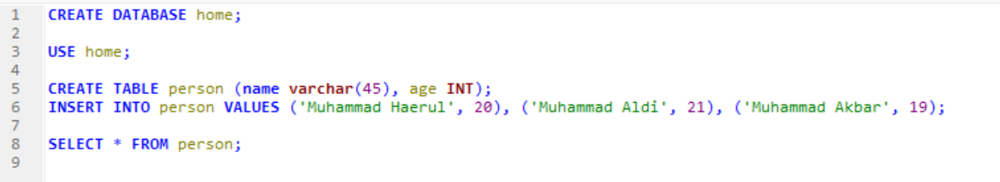 1 CREATE DATABASE home;
2
3 USE home;
4
5 CREATE TABLE person (name varchar(45), age INT);
6 INSERT INTO person VALUES ('Muhammad Haerul', 20), ('Muhammad Aldi', 21), ('Muhammad Akbar', 19);
7
8 SELECT * FROM person;
9